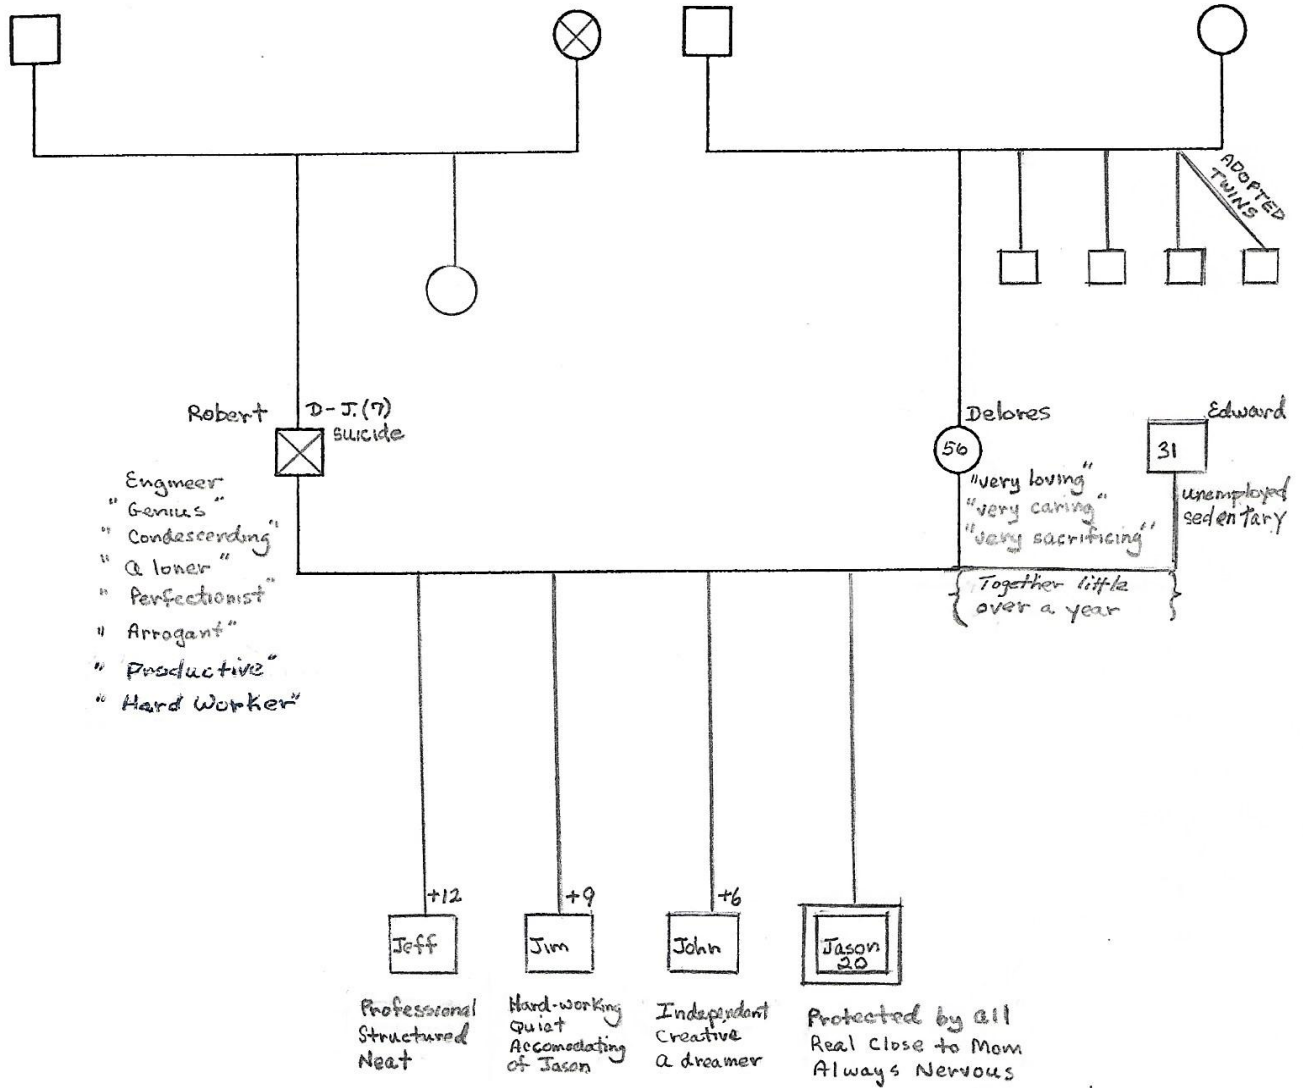 ADOPTED
TWINS
Robert
D-J.(7)
suicide
Engineer
"Genius"
"Condescending"
"a loner"
"Perfectionist"
"Arrogant"
"Productive"
"Hard Worker"
Delores
56
"very loving"
"very caring"
"very sacrificing"
Edward
31
unemployed
sedentary
{Together little
over a year}
+12
Jeff
Professional
Structured
Neat
+9
Jim
Hard-working
Quiet
Accomodating
of Jason
+6
John
Independant
Creative
a dreamer
Jason
20
Protected by all
Real Close to Mom
Always Nervous